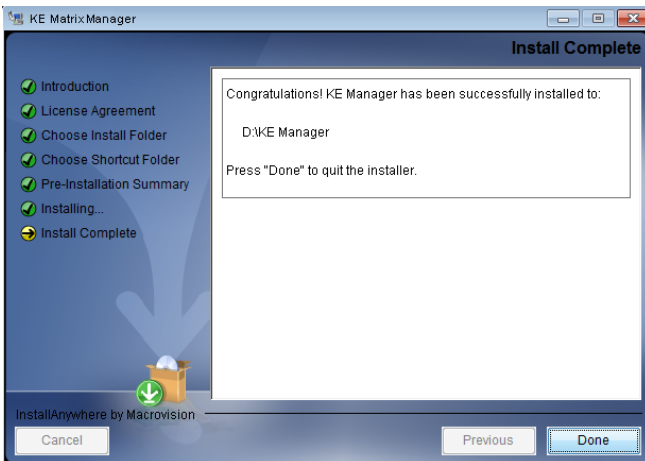 KE MatrixManager
Install Complete
Introduction
License Agreement
Choose Install Folder
Choose Shortcut Folder
Pre-Installation Summary
Installing...
Install Complete
Congratulations! KE Manager has been successfully installed to:
D:\KE Manager
Press "Done" to quit the installer.
InstallAnywhere by Macrovision
Cancel
Previous
Done